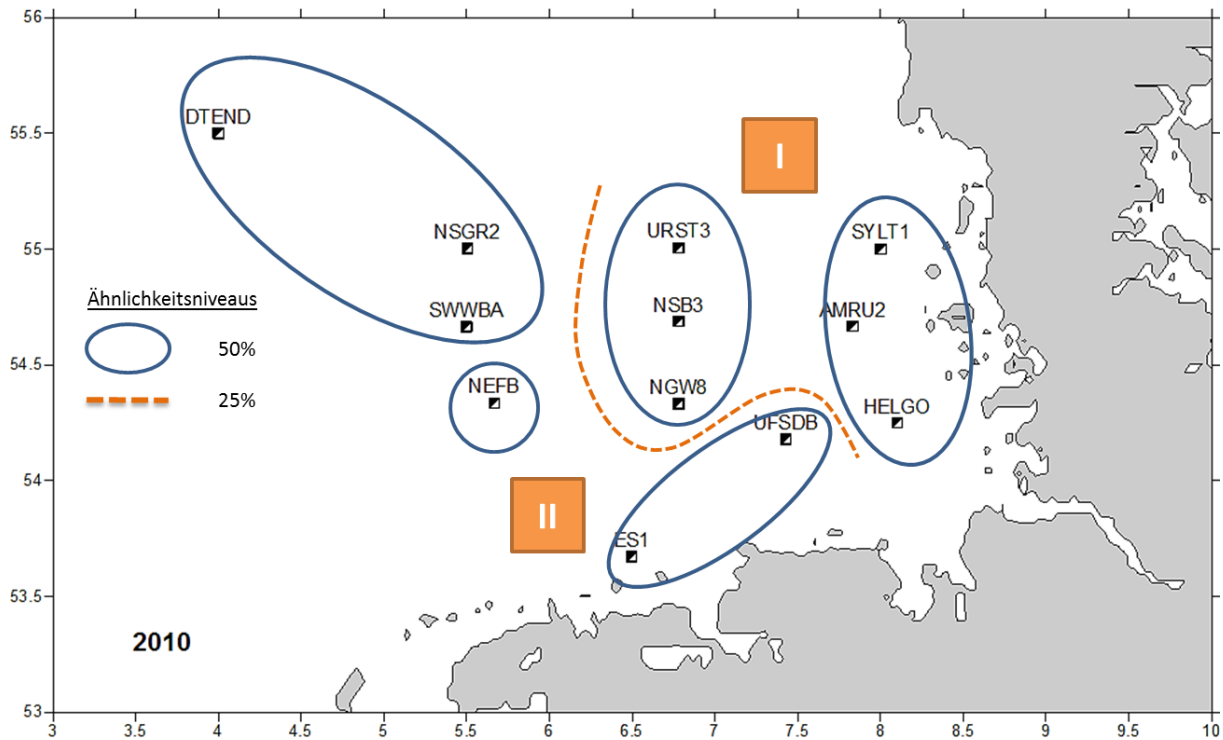 56
DTEND
55.5
I
NSGR2
URST3
SYLT1
55
Ähnlichkeitsniveaus
SWWBA
NSB3
AMRU2
50%
54.5
25%
NEFB
NGW8
HELGO
UFSDB
54
II
ES1
53.5
2010
53
3 3.5 4 4.5 5 5.5 6 6.5 7 7.5 8 8.5 9 9.5 10